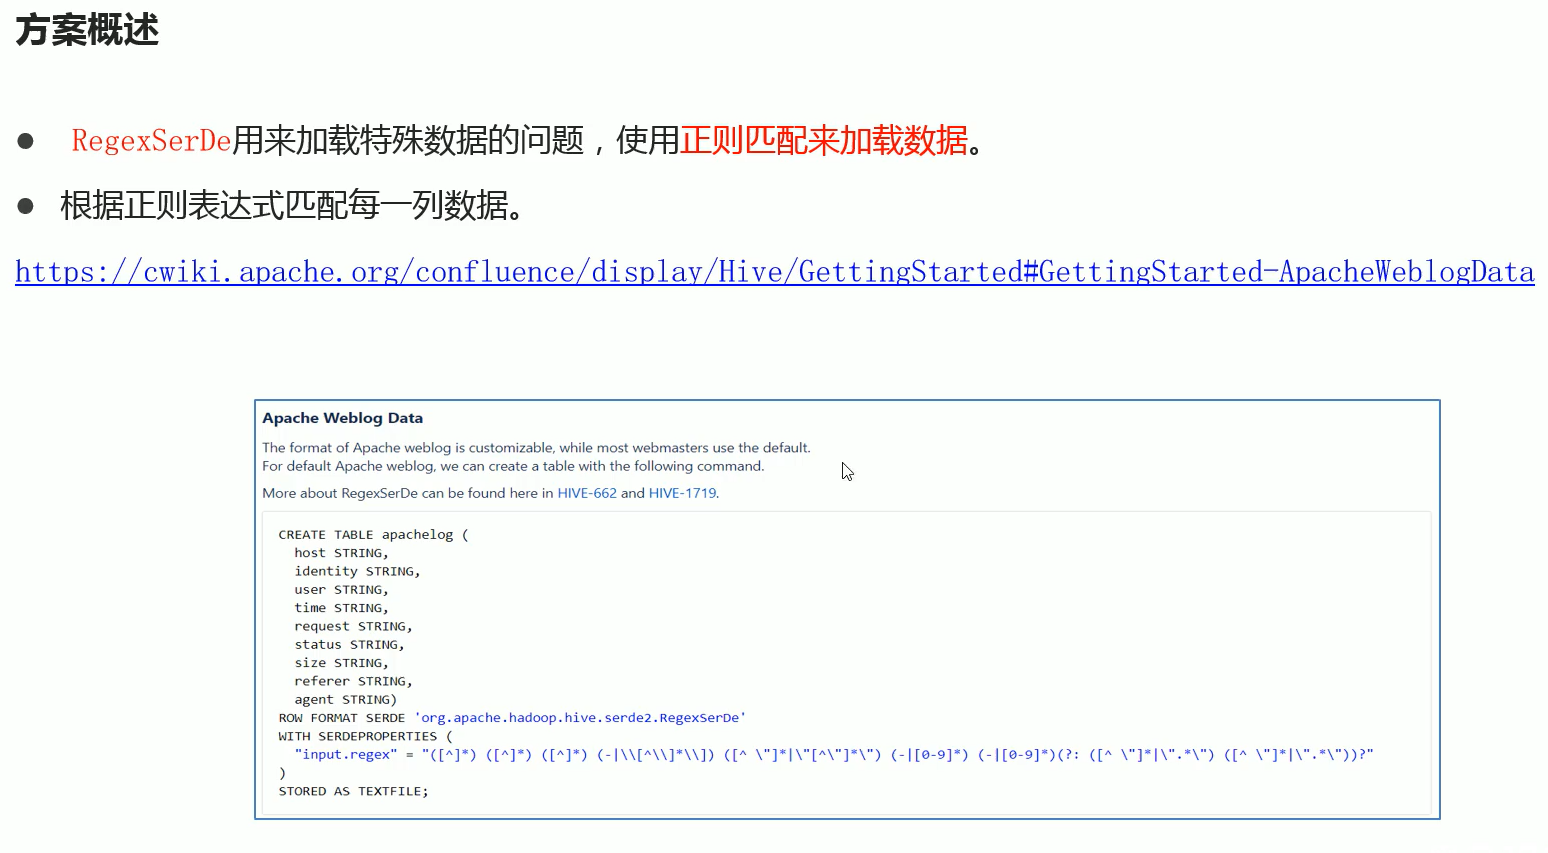 方案概述
● RegexSerDe用来加载特殊数据的问题，使用正则匹配来加载数据。
● 根据正则表达式匹配每一列数据。
https://cwiki.apache.org/confluence/display/Hive/GettingStarted#GettingStarted-ApacheWeblogData
Apache Weblog Data
The format of Apache weblog is customizable, while most webmasters use the default.
For default Apache weblog, we can create a table with the following command.
More about RegexSerDe can be found here in HIVE-662 and HIVE-1719.
CREATE TABLE apachelog (
host STRING,
identity STRING,
user STRING,
time STRING,
request STRING,
status STRING,
size STRING,
referer STRING,
agent STRING)
ROW FORMAT SERDE 'org.apache.hadoop.hive.serde2.RegexSerDe'
WITH SERDEPROPERTIES (
"input.regex" = "([^]*) ([^]*) ([^]*) (-|\\[^\\]*\\]) ([^ \"]*|\"[^\"]*\") (-|[0-9]*) (-|[0-9]*)(?: ([^ \"]*|\".*\") ([^ \"]*|\".*\"))?"
)
STORED AS TEXTFILE;